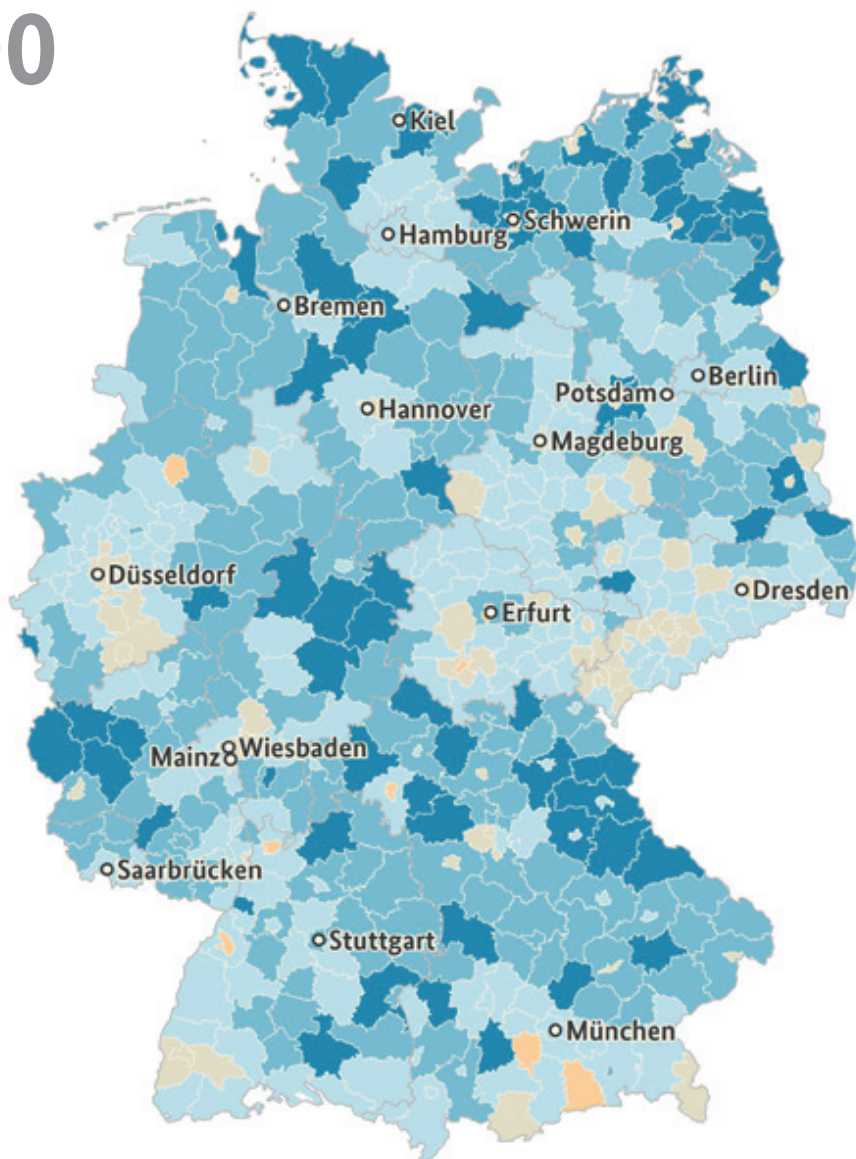 0
Kiel
Schwerin
Hamburg
Bremen
Berlin
Potsdam
Hannover
Magdeburg
Düsseldorf
Dresden
Erfurt
Wiesbaden
Mainz
Saarbrücken
Stuttgart
München